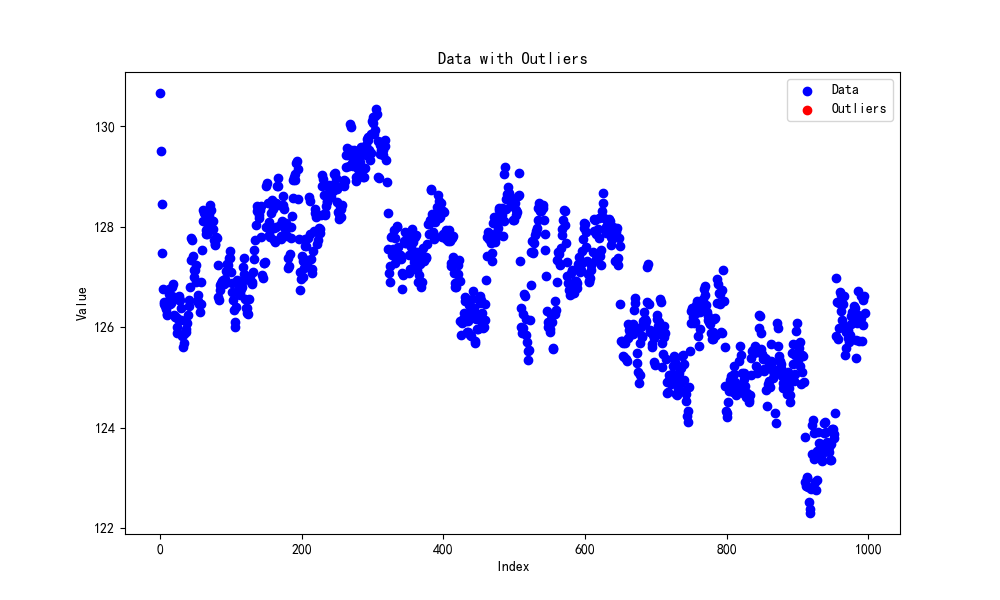 Data with Outliers
Data
Outliers
Value
130
128
126
124
122
0 200 400 600 800 1000
Index